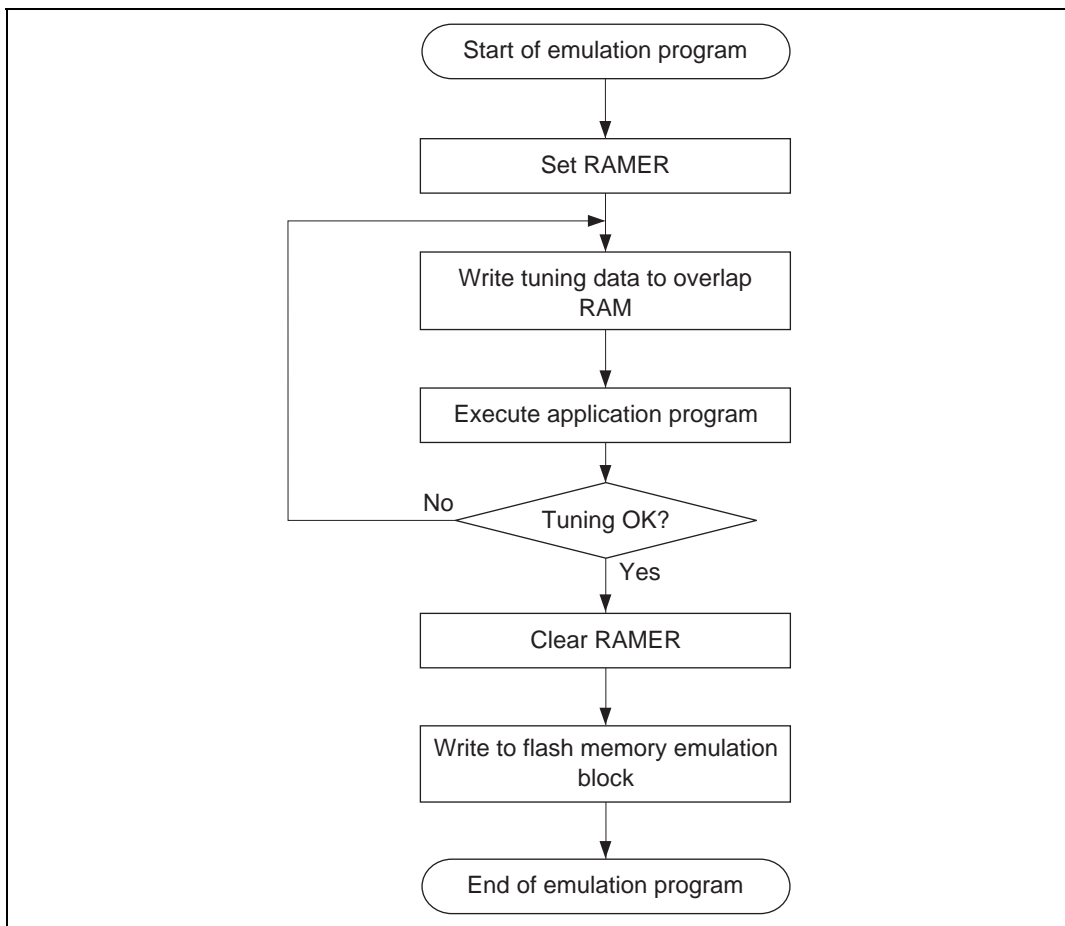 Start of emulation program
Set RAMER
Write tuning data to overlap
RAM
Execute application program
No
Tuning OK?
Yes
Clear RAMER
Write to flash memory emulation
block
End of emulation program